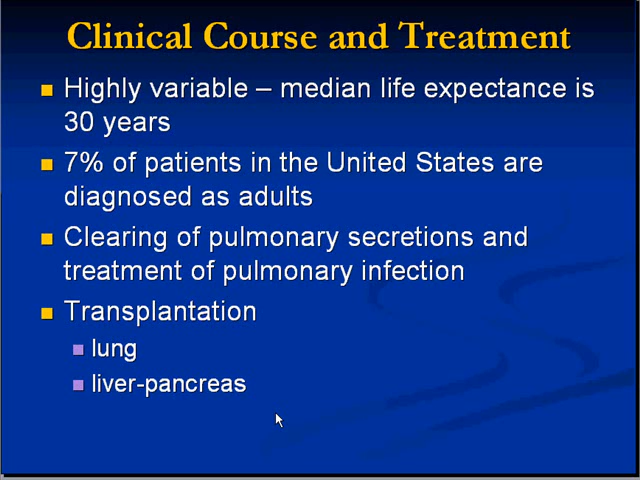 Clinical Course and Treatment
Highly variable – median life expectance is
30 years
7% of patients in the United States are
diagnosed as adults
Clearing of pulmonary secretions and
treatment of pulmonary infection
Transplantation
lung
liver-pancreas